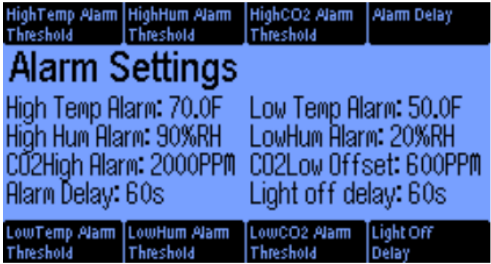 HighTemp Alarm Threshold
HighHum Alarm Threshold
HighCO2 Alarm Threshold
Alarm Delay
Alarm Settings
High Temp Alarm: 70.0F
Low Temp Alarm: 50.0F
High Hum Alarm: 90%RH
LowHum Alarm: 20%RH
CO2High Alarm: 2000PPM
CO2Low Offset: 600PPM
Alarm Delay: 60s
Light off delay: 60s
LowTemp Alarm Threshold
LowHum Alarm Threshold
LowCO2 Alarm Threshold
Light Off Delay